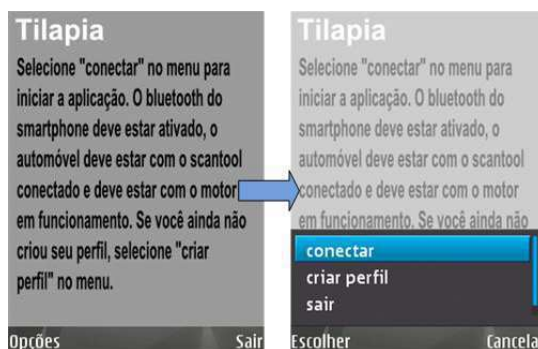 Tilapia
Selecione "conectar" no menu para
iniciar a aplicação. O bluetooth do
smartphone deve estar ativado, o
automóvel deve estar com o scantool
conectado e deve estar com o motor
em funcionamento. Se você ainda não
criou seu perfil, selecione "criar
perfil" no menu.
Opções Sair
Tilapia
Selecione "conectar" no menu para
iniciar a aplicação. O bluetooth do
smartphone deve estar ativado, o
automóvel deve estar com o scantool
conectado e deve estar com o motor
em funcionamento. Se você ainda não
conectar
criar perfil
sair
Escolher Cancela